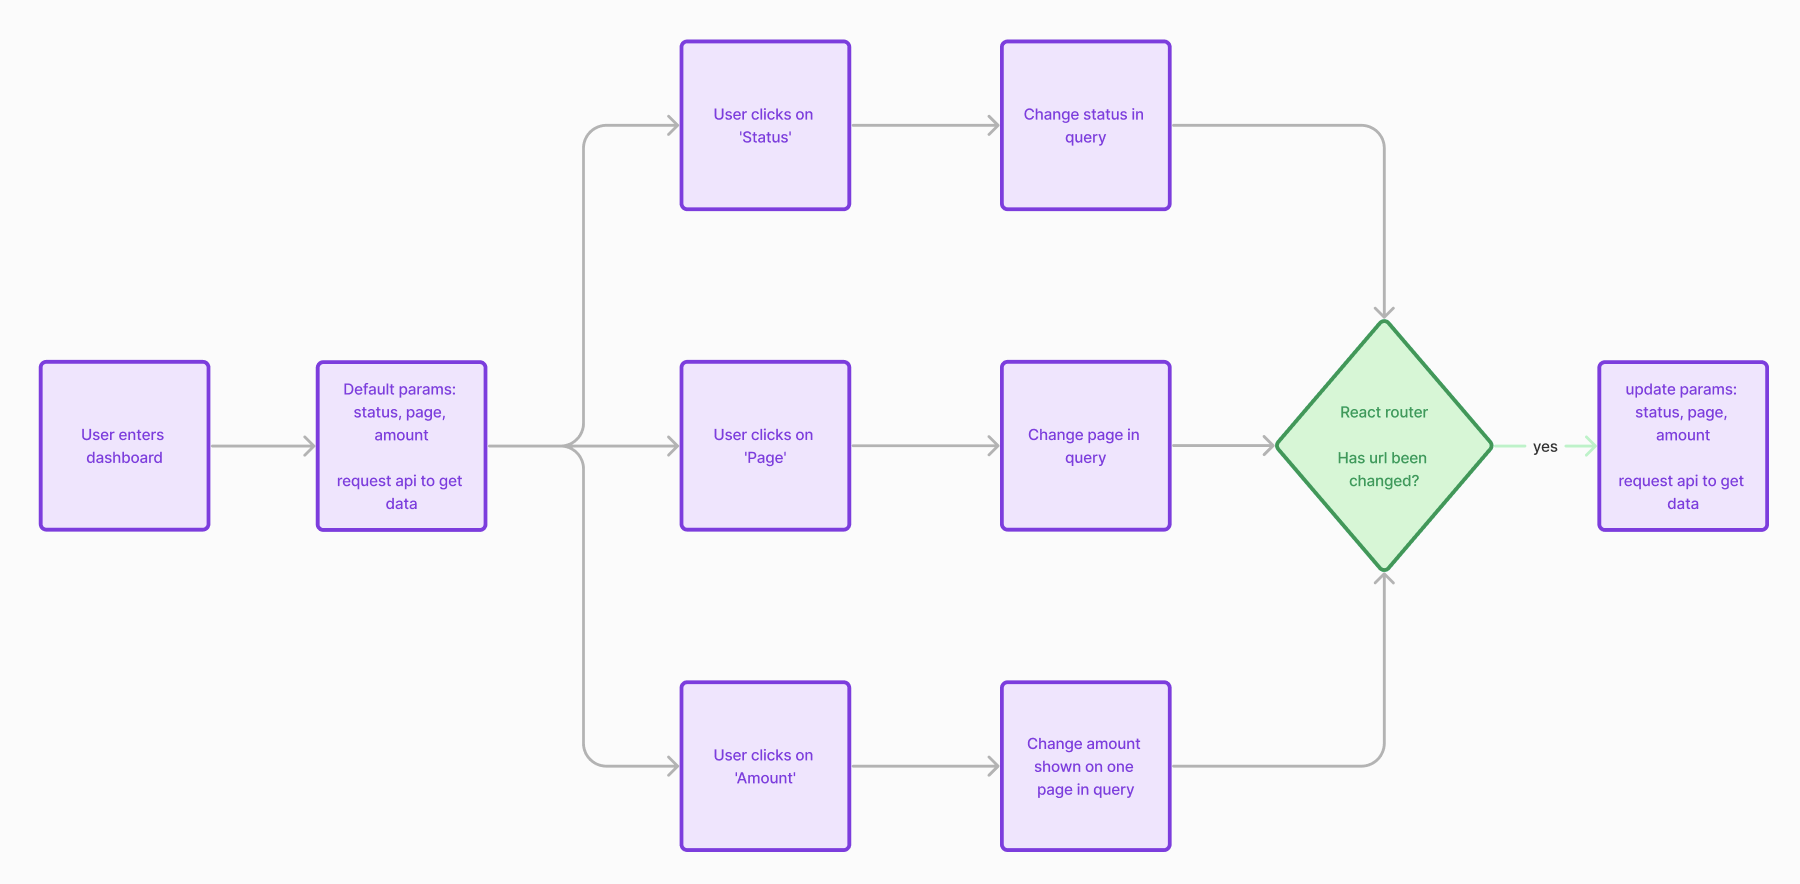 User clicks on
'Status'
Change status in
query
User enters
dashboard
Default params:
status, page,
amount
request api to get
data
User clicks on
'Page'
Change page in
query
React router
Has url been
changed?
yes
update params:
status, page,
amount
request api to get
data
User clicks on
'Amount'
Change amount
shown on one
page in query